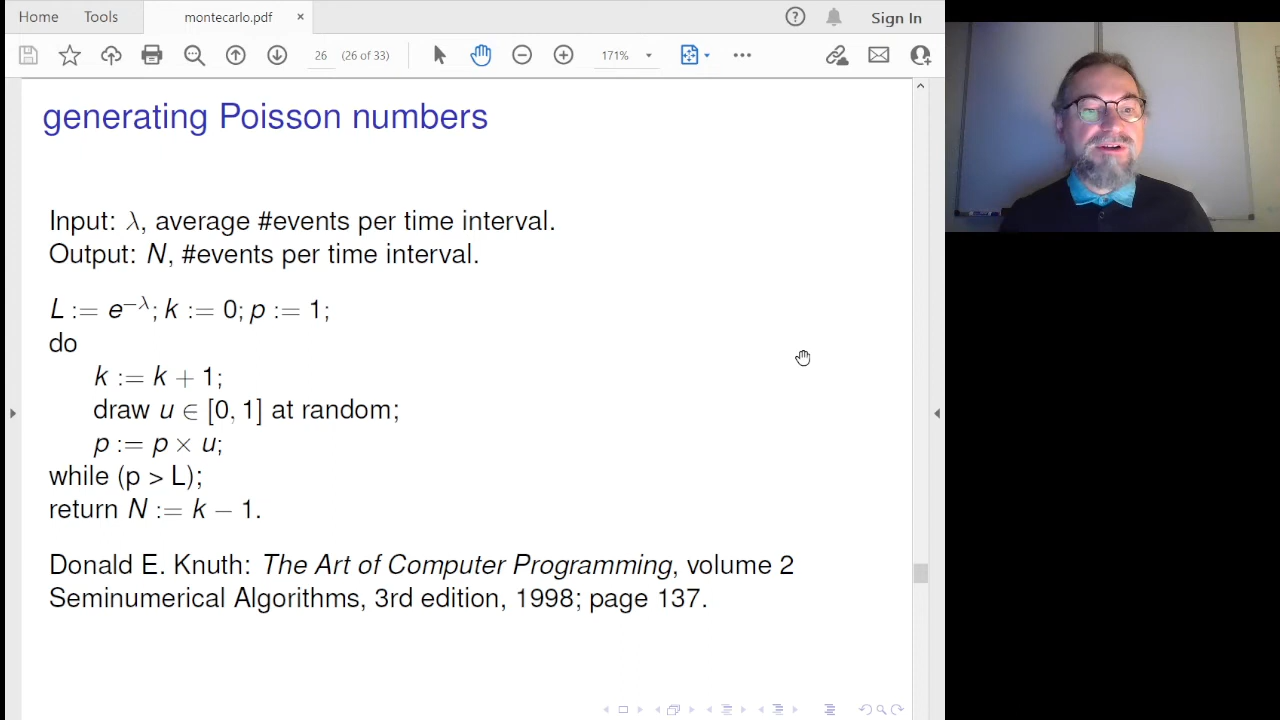 Home Tools montecarlo.pdf × ? Sign In
26 (26 of 33) 171%
generating Poisson numbers
Input: λ, average #events per time interval.
Output: N, #events per time interval.
L := e^{−λ}; k := 0; p := 1;
do
k := k + 1;
draw u ∈ [0, 1] at random;
p := p × u;
while (p > L);
return N := k − 1.
Donald E. Knuth: The Art of Computer Programming, volume 2
Seminumerical Algorithms, 3rd edition, 1998; page 137.